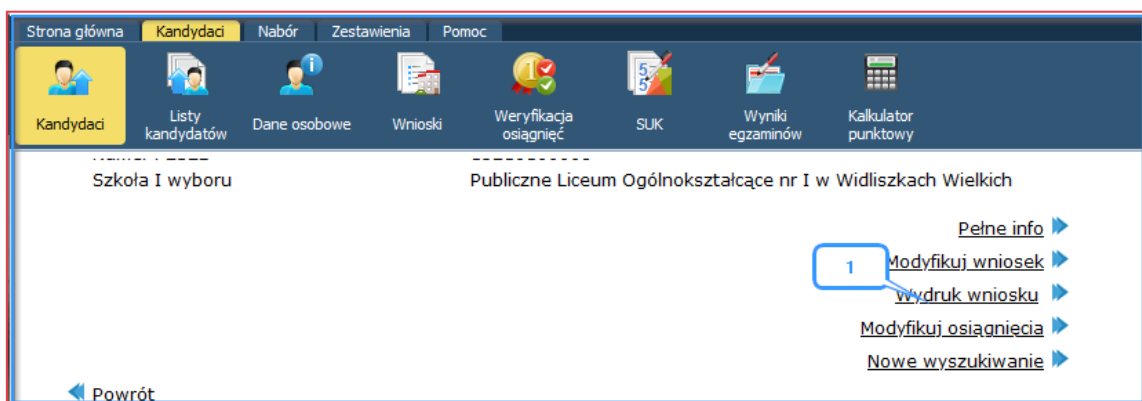 Strona główna Kandydaci Nabór Zestawienia Pomoc
Kandydaci
Listy kandydatów
Dane osobowe
Wnioski
Weryfikacja osiągnięć
SUK
Wyniki egzaminów
Kalkulator punktowy
Szkoła I wyboru Publiczne Liceum Ogólnokształcące nr I w Widliszkach Wielkich
Pełne info
1 Modyfikuj wniosek
Wydruk wniosku
Modyfikuj osiągnięcia
Nowe wyszukiwanie
Powrót